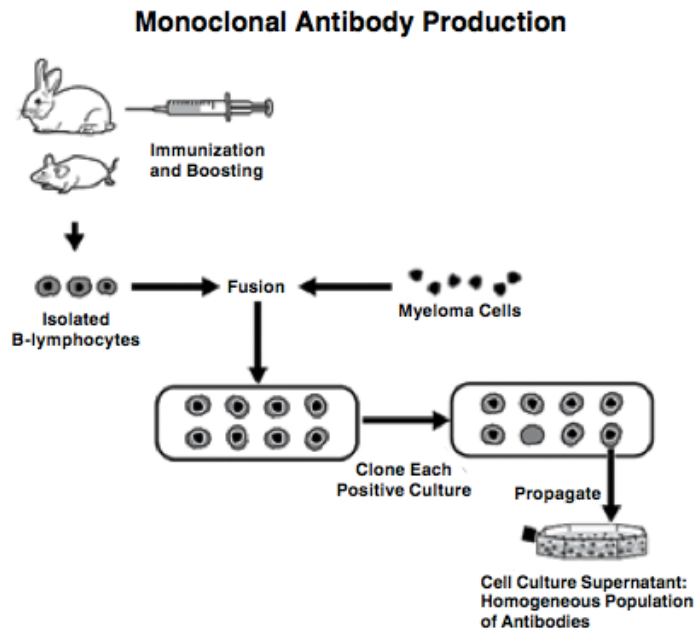 Monoclonal Antibody Production
Immunization
and Boosting
Isolated
B-lymphocytes
Fusion
Myeloma Cells
Clone Each
Positive Culture
Propagate
Cell Culture Supernatant:
Homogeneous Population
of Antibodies